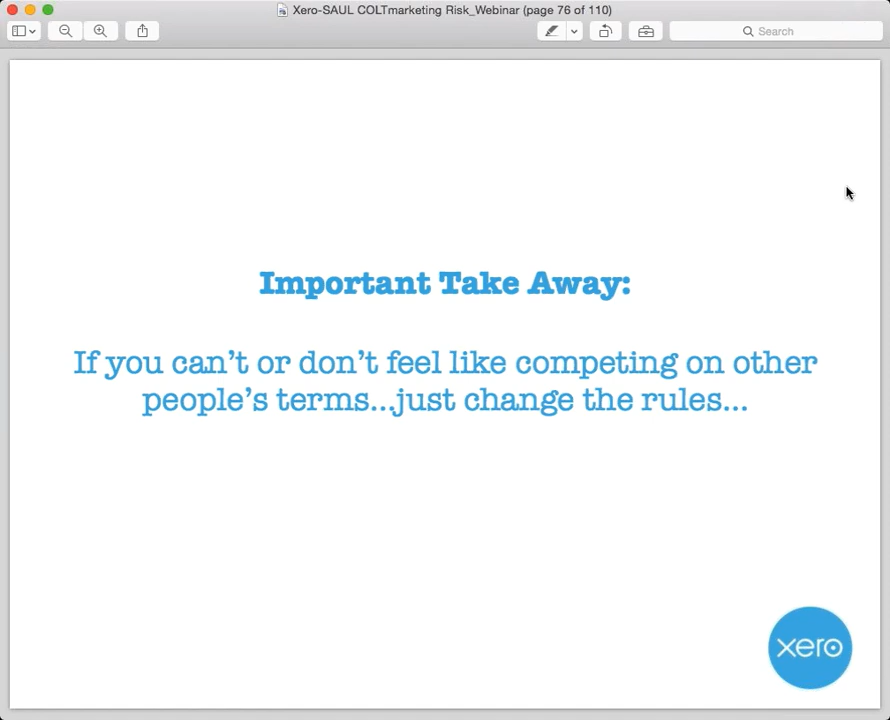 Xero-SAUL COLTmarketing Risk_Webinar (page 76 of 110)
Search
Important Take Away:
If you can't or don't feel like competing on other
people's terms...just change the rules...
xero